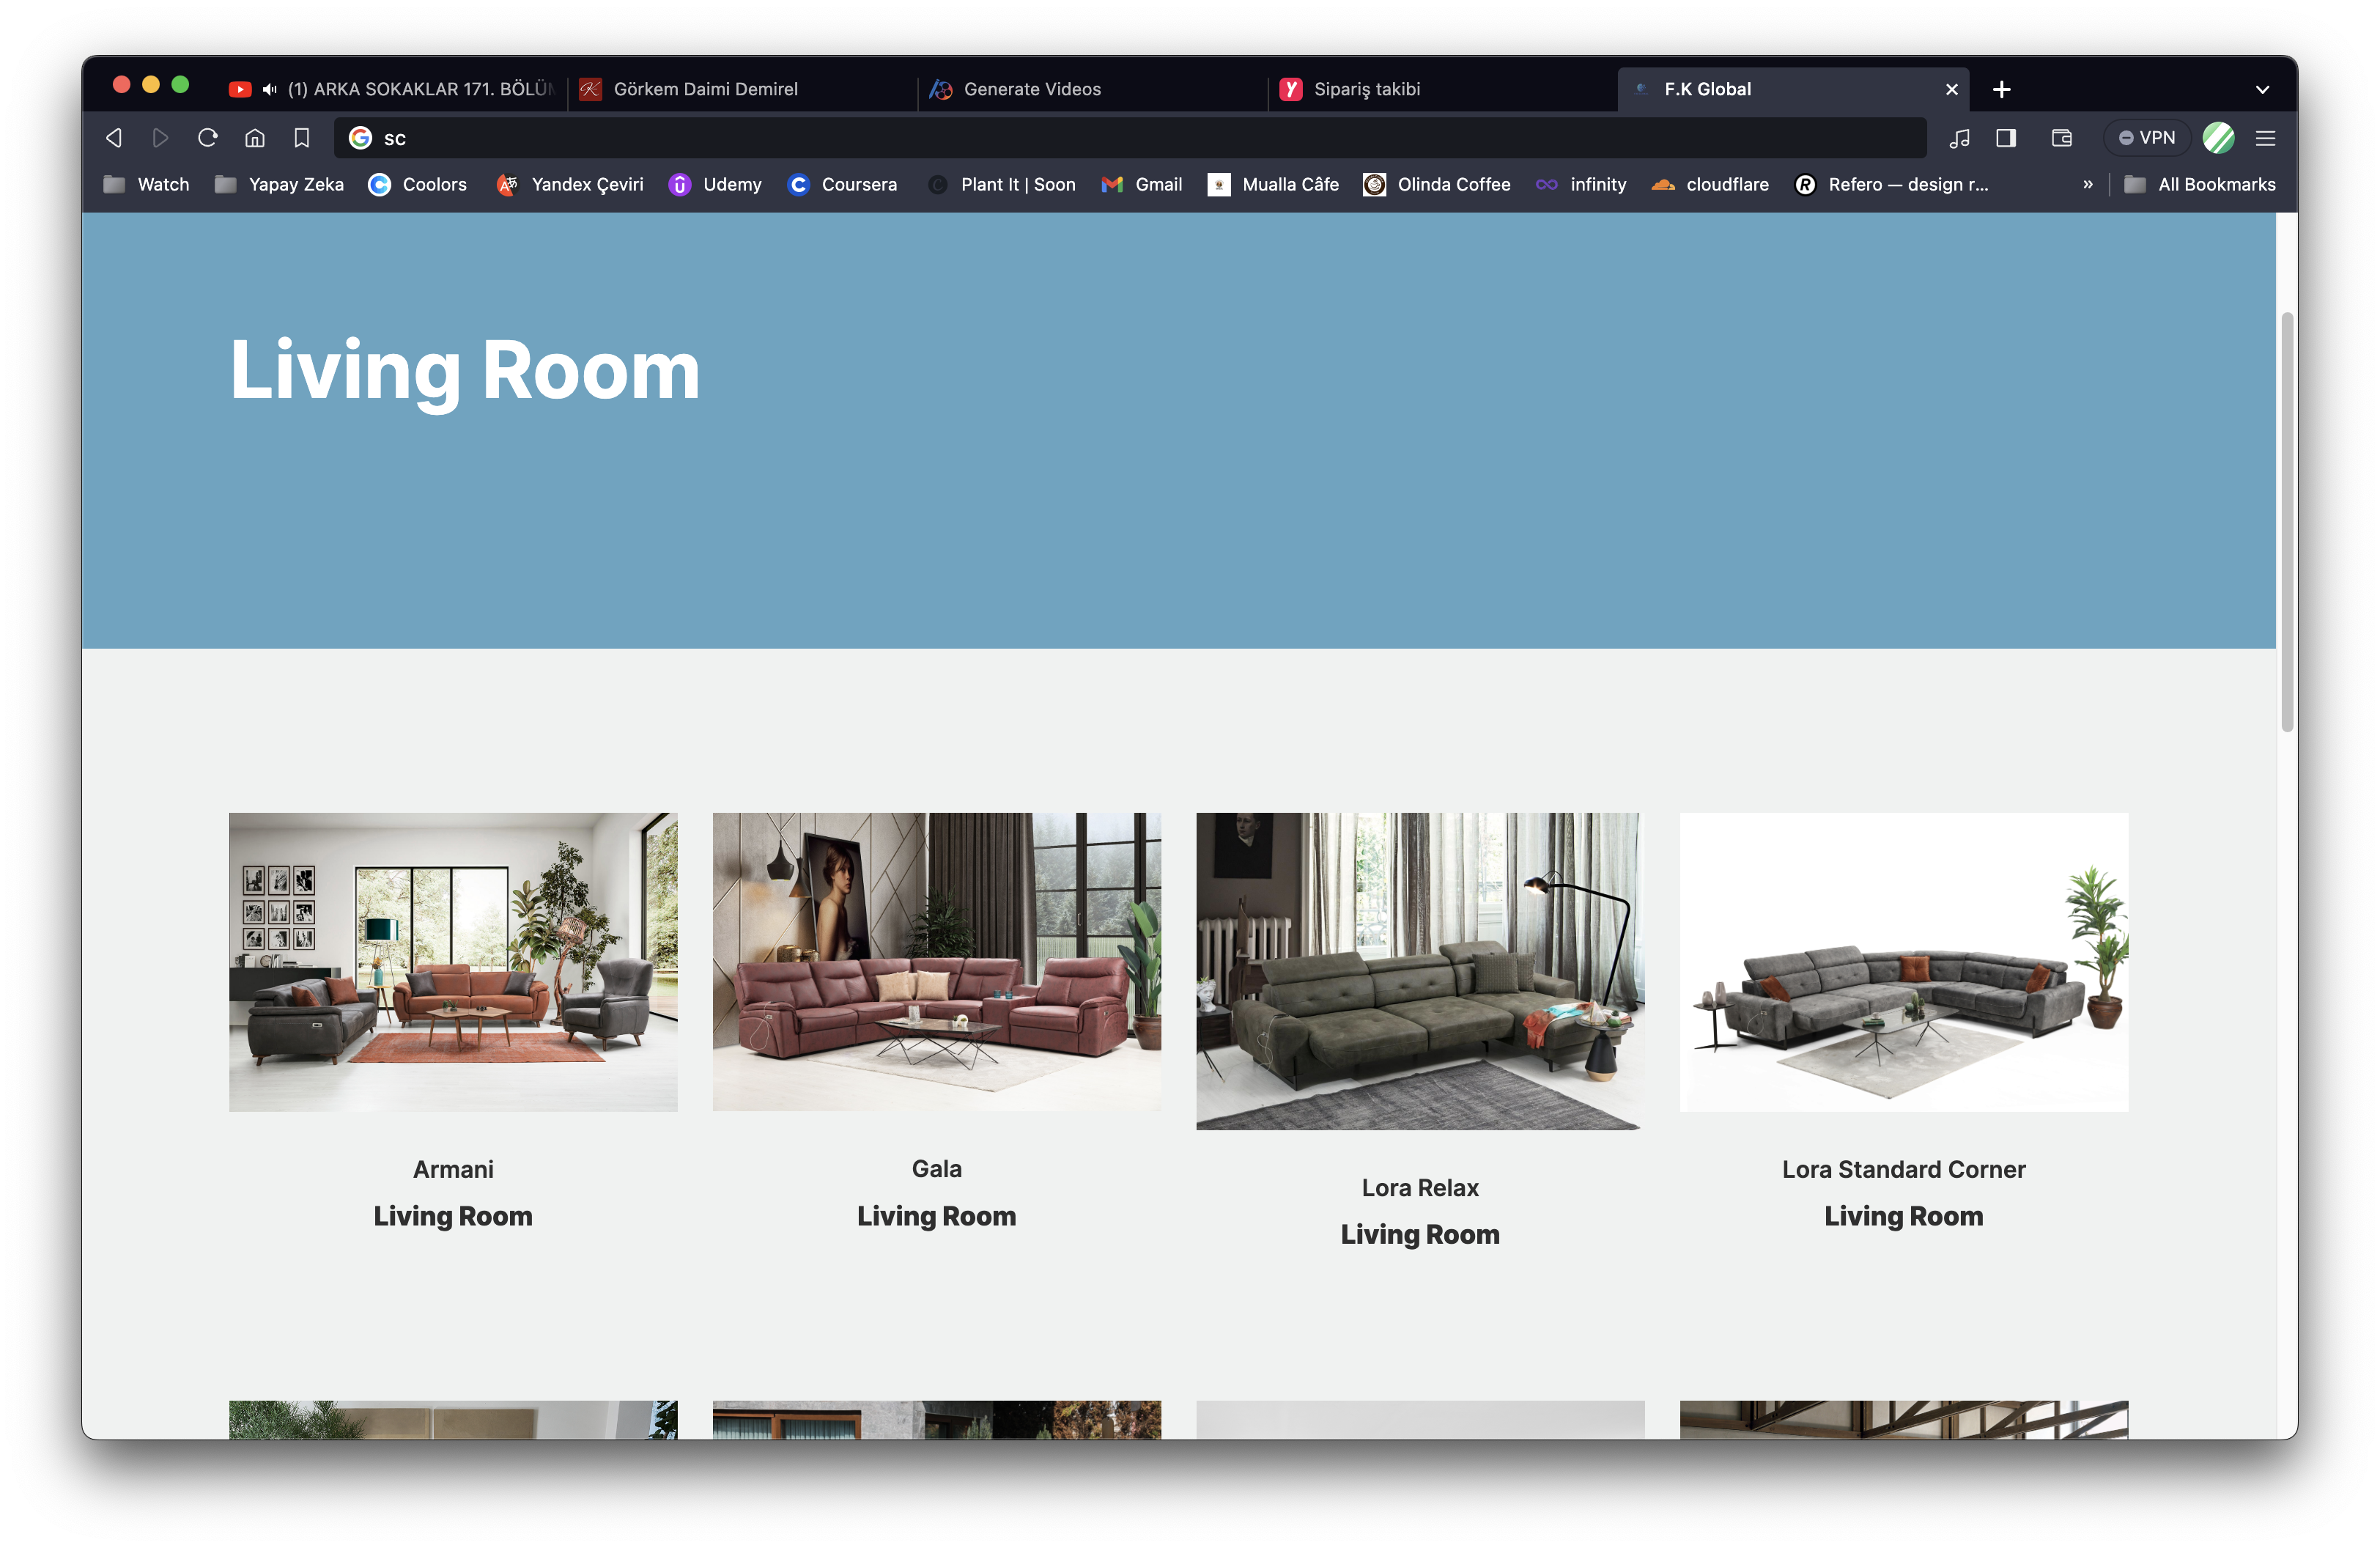 (1) ARKA SOKAKLAR 171. BÖLÜM
Görkem Daimi Demirel
Generate Videos
Sipariş takibi
F.K Global
sc
VPN
Watch
Yapay Zeka
Coolors
Yandex Çeviri
Udemy
Coursera
Plant It | Soon
Gmail
Mualla Câfe
Olinda Coffee
infinity
cloudflare
Refero — design r...
»
All Bookmarks
Living Room
Armani
Living Room
Gala
Living Room
Lora Relax
Living Room
Lora Standard Corner
Living Room